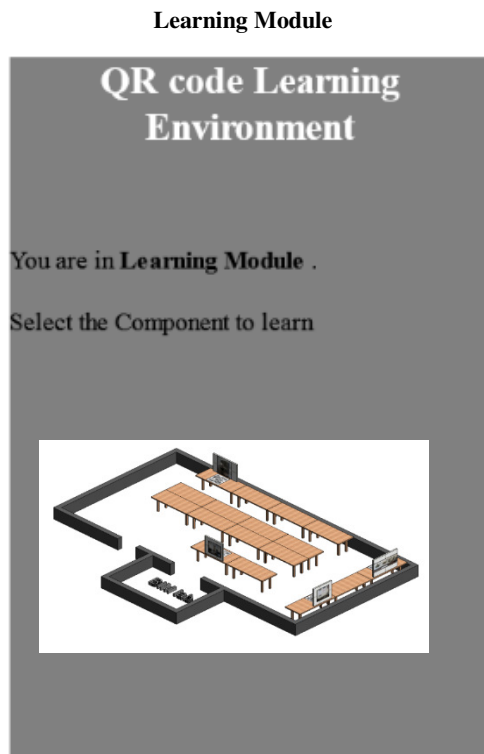 Learning Module
QR code Learning
Environment
You are in Learning Module .
Select the Component to learn